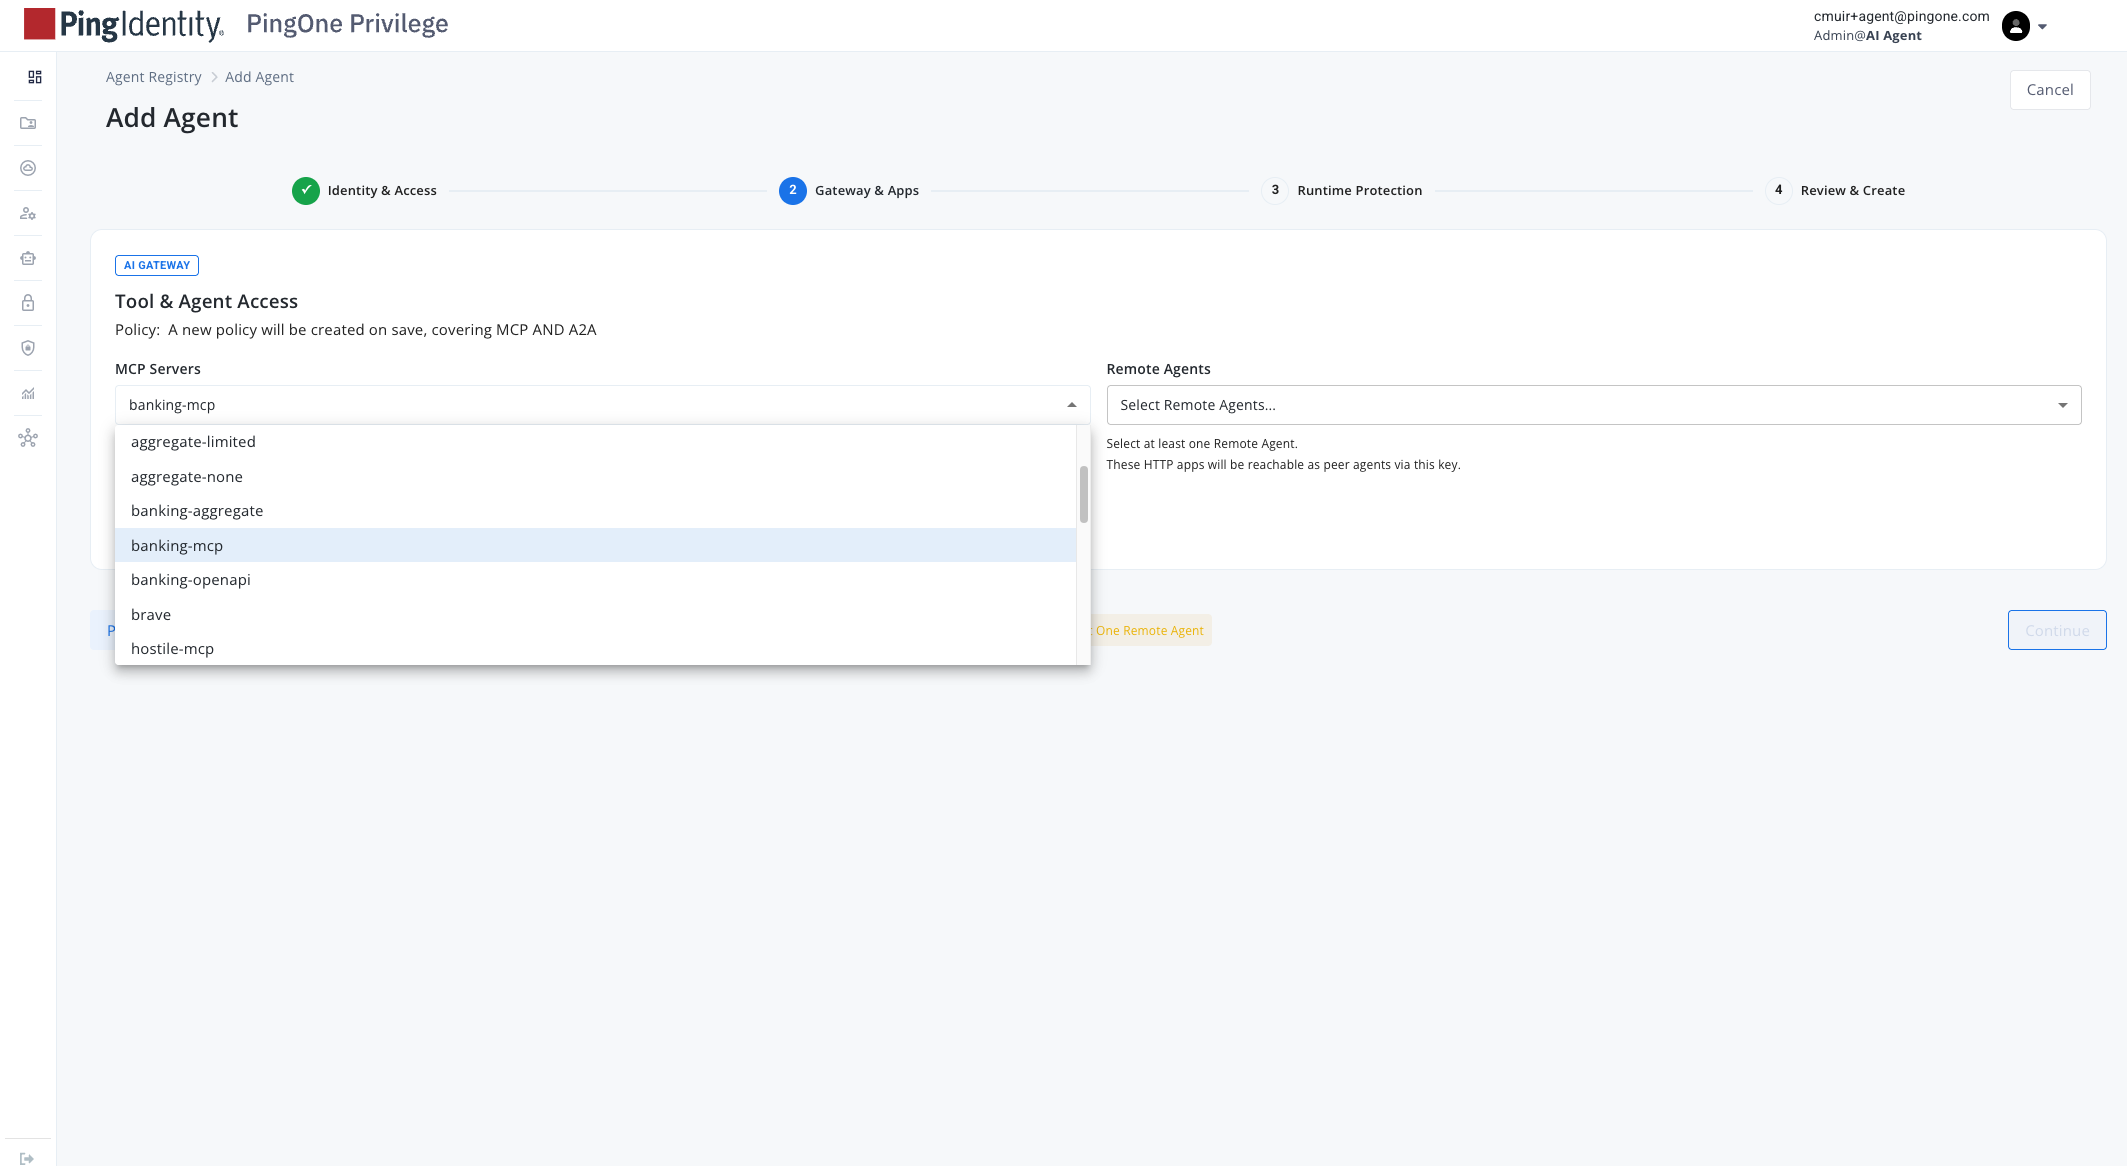 PingIdentity. PingOne Privilege
cmuir+agent@pingone.com
Admin@AI Agent
Agent Registry > Add Agent
Cancel
Add Agent
✓ Identity & Access
2 Gateway & Apps
3 Runtime Protection
4 Review & Create
AI GATEWAY
Tool & Agent Access
Policy: A new policy will be created on save, covering MCP AND A2A
MCP Servers
banking-mcp
aggregate-limited
aggregate-none
banking-aggregate
banking-mcp
banking-openapi
brave
hostile-mcp
Remote Agents
Select Remote Agents...
Select at least one Remote Agent.
These HTTP apps will be reachable as peer agents via this key.
One Remote Agent
Continue